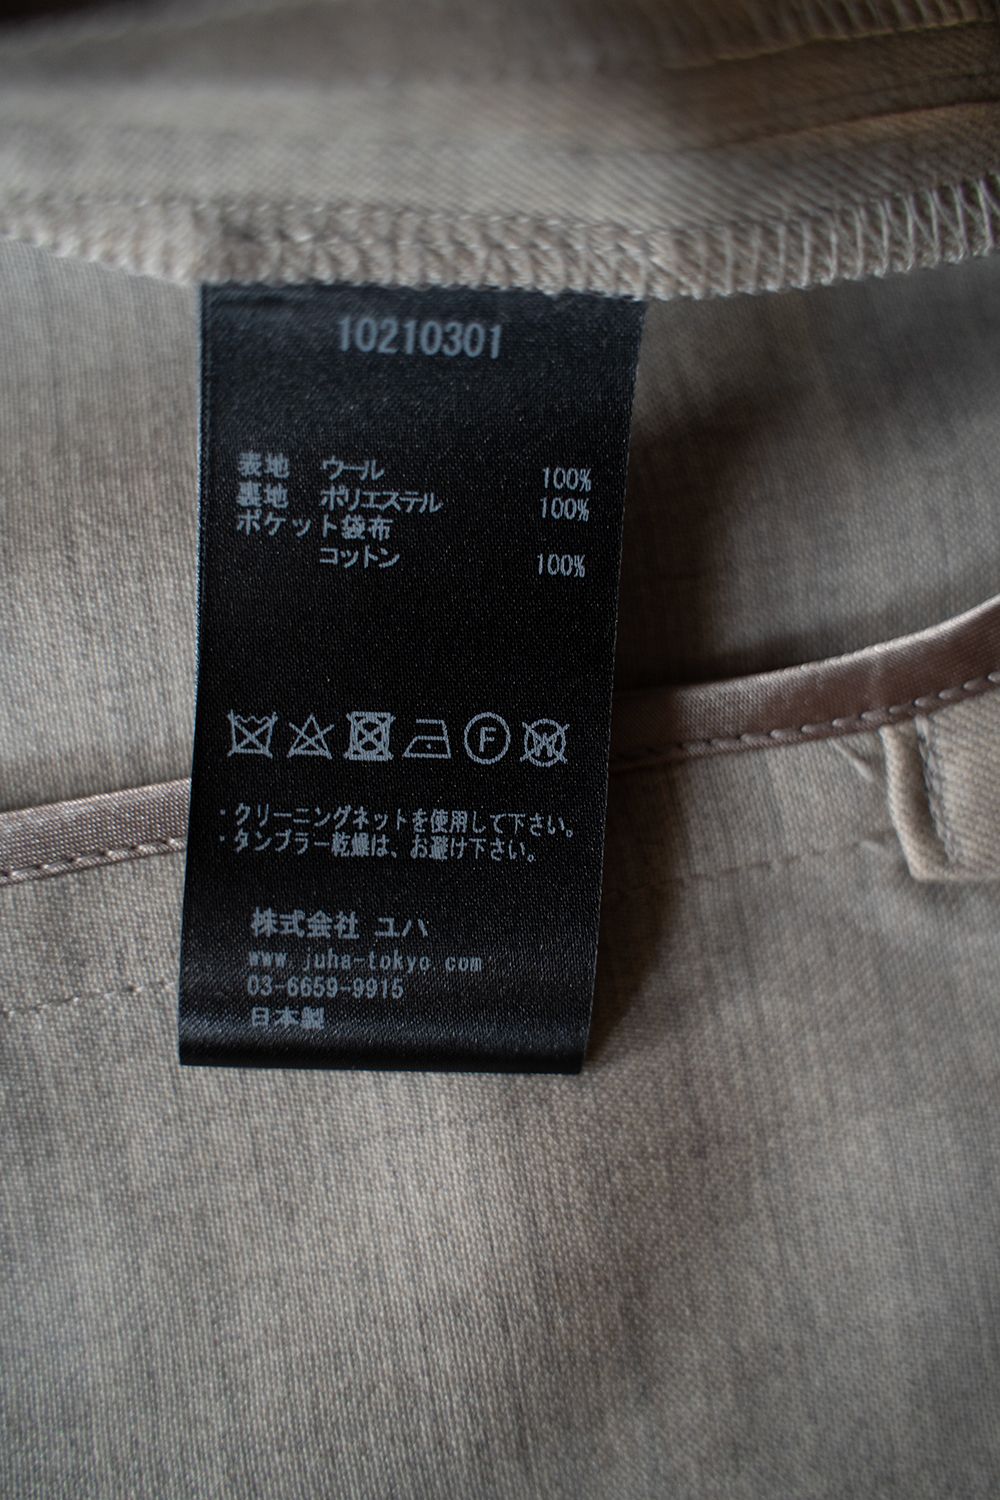 10210301
表地 ウール 100%
裏地 ポリエステル 100%
ポケット袋布
コットン 100%
F
W
・クリーニングネットを使用して下さい。
・タンブラー乾燥は、お避け下さい。
株式会社 ユハ
www juha-tokyo com
03-6659-9915
日本製